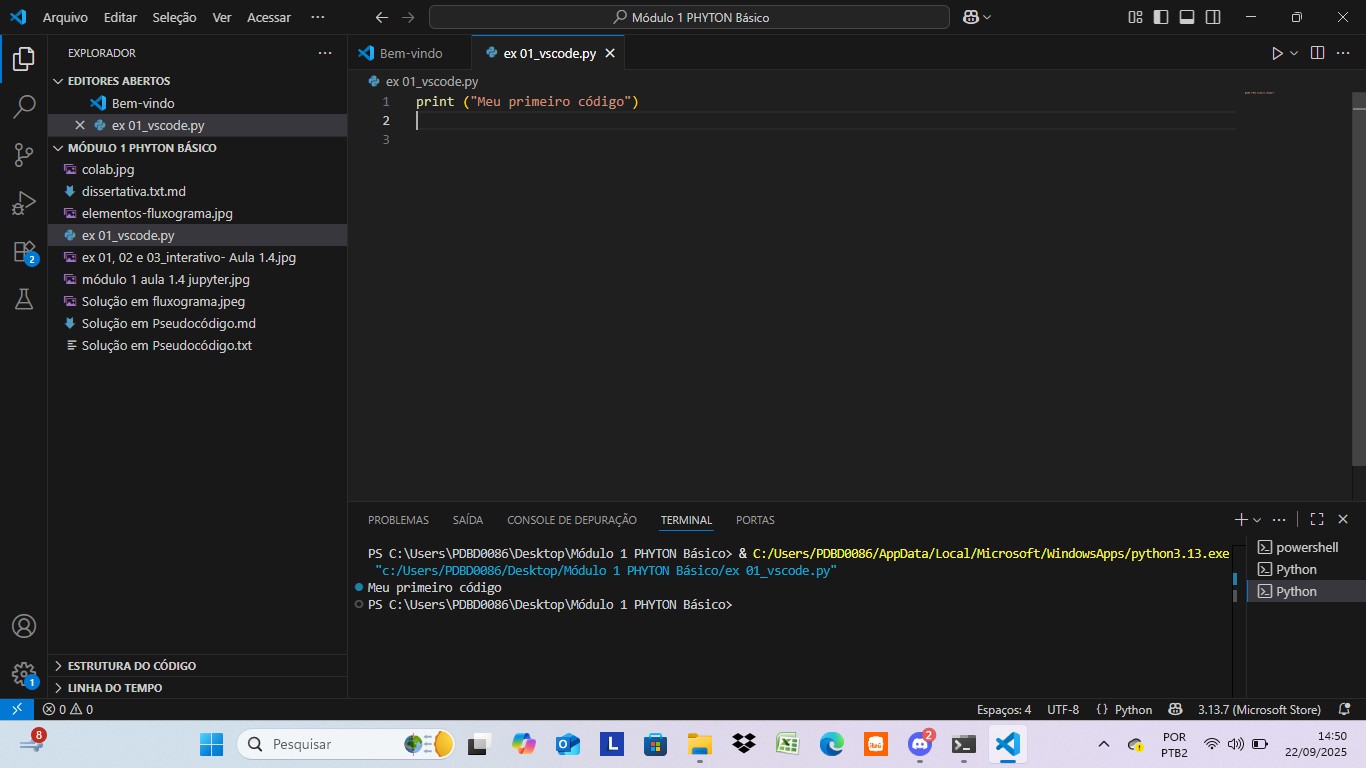 Arquivo Editar Seleção Ver Acessar ···
Módulo 1 PHYTON Básico
EXPLORADOR
EDITORES ABERTOS
Bem-vindo
ex 01_vscode.py
MÓDULO 1 PHYTON BÁSICO
colab.jpg
dissertativa.txt.md
elementos-fluxograma.jpg
ex 01_vscode.py
ex 01, 02 e 03_interativo- Aula 1.4.jpg
módulo 1 aula 1.4 jupyter.jpg
Solução em fluxograma.jpeg
Solução em Pseudocódigo.md
Solução em Pseudocódigo.txt
ESTRUTURA DO CÓDIGO
LINHA DO TEMPO
2
1
Bem-vindo
ex 01_vscode.py
ex 01_vscode.py
1 print ("Meu primeiro código")
2
3
PROBLEMAS SAÍDA CONSOLE DE DEPURAÇÃO TERMINAL PORTAS
PS C:\Users\PDBD0086\Desktop\Módulo 1 PHYTON Básico> & C:/Users/PDBD0086/AppData/Local/Microsoft/WindowsApps/python3.13.exe
"c:/Users/PDBD0086/Desktop/Módulo 1 PHYTON Básico/ex 01_vscode.py"
Meu primeiro código
PS C:\Users\PDBD0086\Desktop\Módulo 1 PHYTON Básico>
powershell
Python
Python
0 0
Espaços: 4 UTF-8 {} Python 3.13.7 (Microsoft Store)
8
Pesquisar
L
Itaú
2
POR
PTB2
14:50
22/09/2025